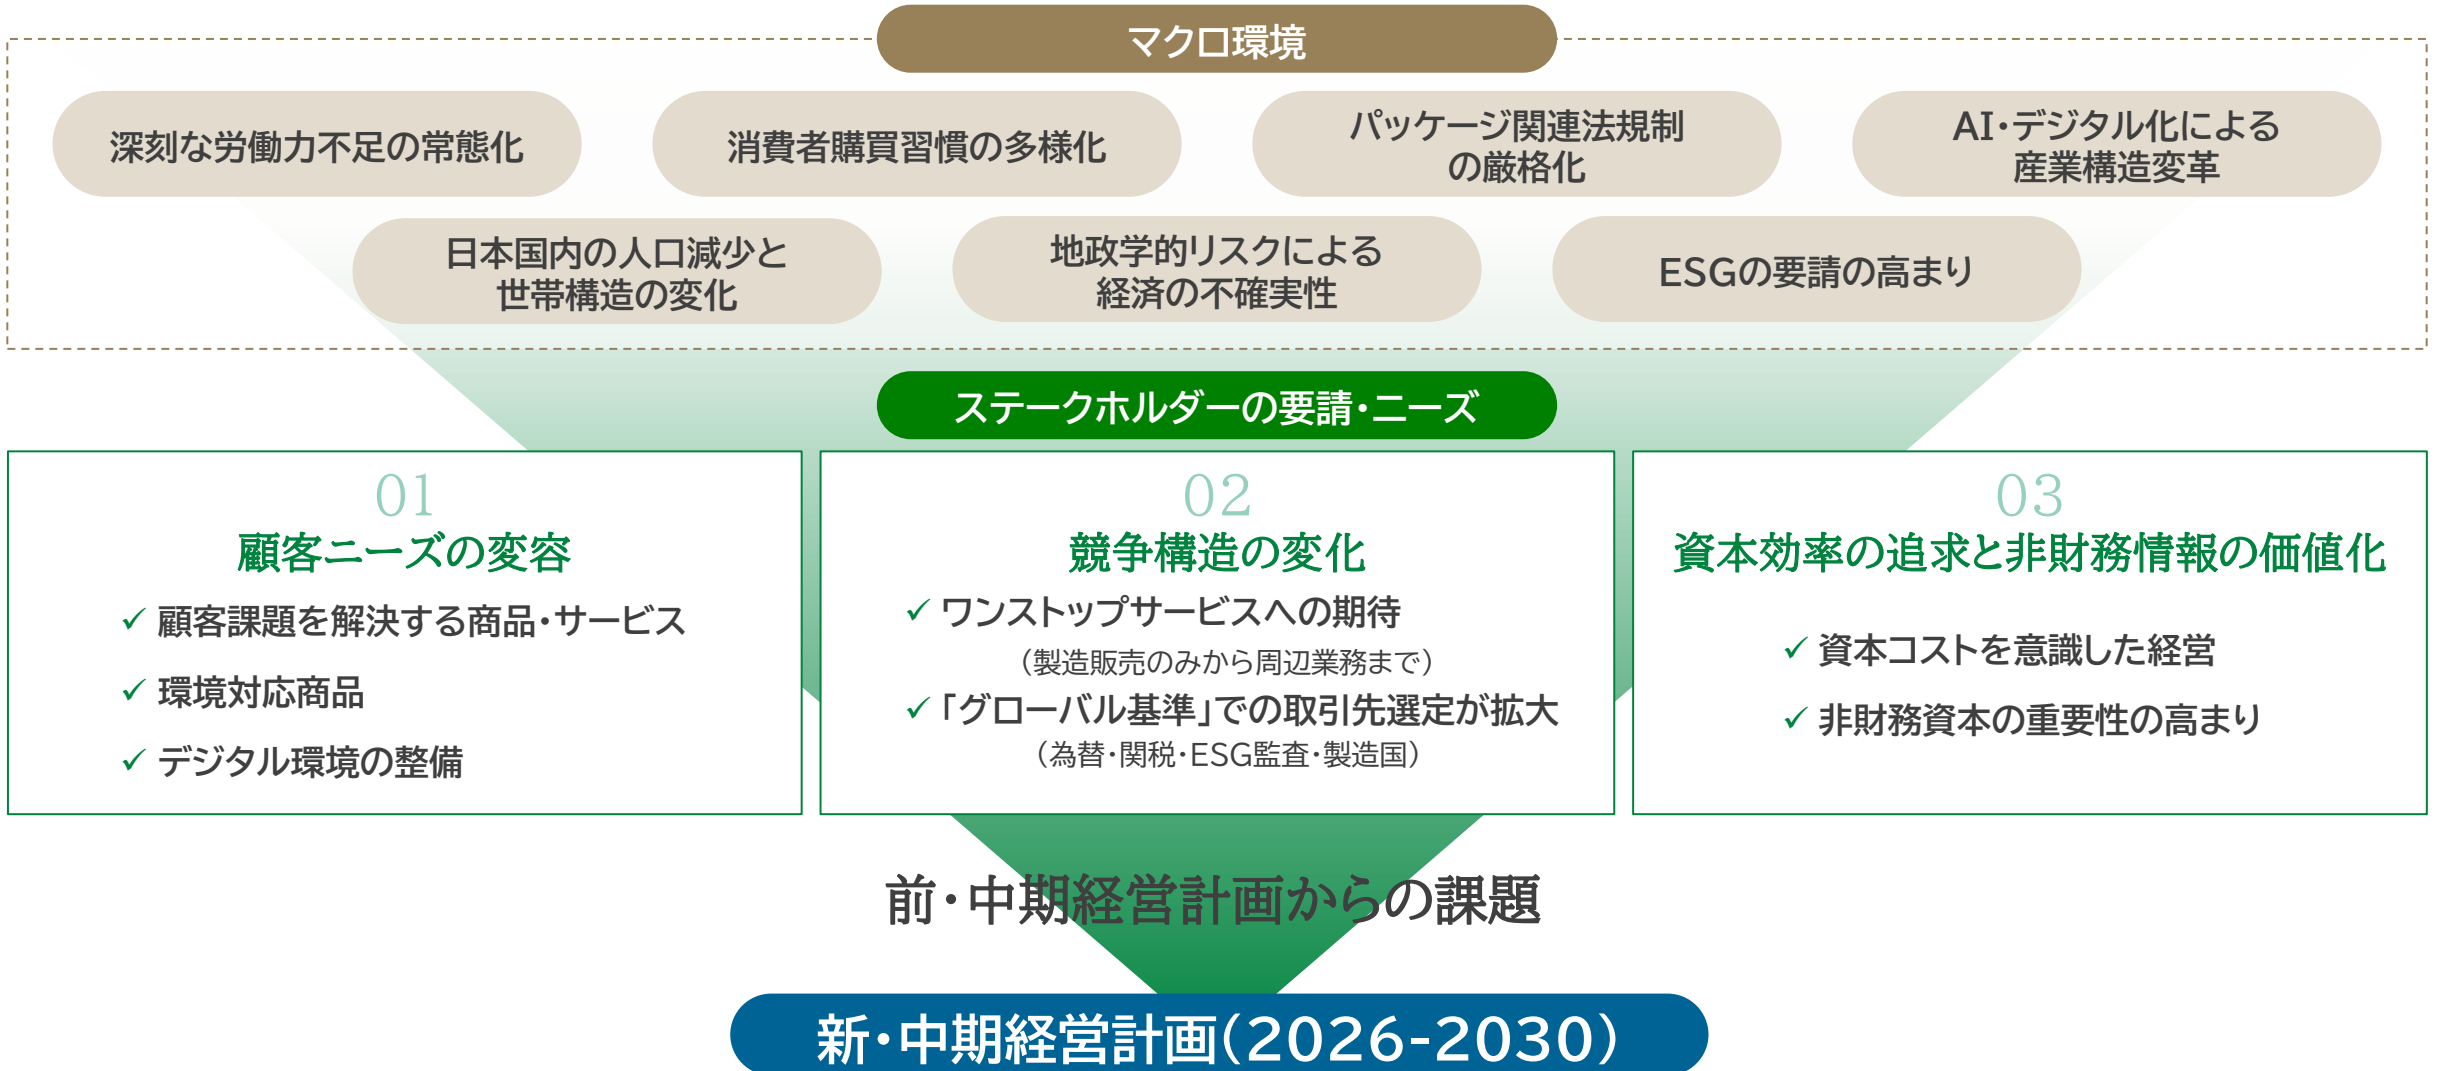 マクロ環境
深刻な労働力不足の常態化
消費者購買習慣の多様化
パッケージ関連法規制
の厳格化
AI・デジタル化による
産業構造変革
日本国内の人口減少と
世帯構造の変化
地政学的リスクによる
経済の不確実性
ESGの要請の高まり
ステークホルダーの要請・ニーズ
01
顧客ニーズの変容
✓ 顧客課題を解決する商品・サービス
✓ 環境対応商品
✓ デジタル環境の整備
02
競争構造の変化
✓ ワンストップサービスへの期待
（製造販売のみから周辺業務まで）
✓ 「グローバル基準」での取引先選定が拡大
（為替・関税・ESG監査・製造国）
03
資本効率の追求と非財務情報の価値化
✓ 資本コストを意識した経営
✓ 非財務資本の重要性の高まり
前・中期経営計画からの課題
新・中期経営計画（2026-2030）